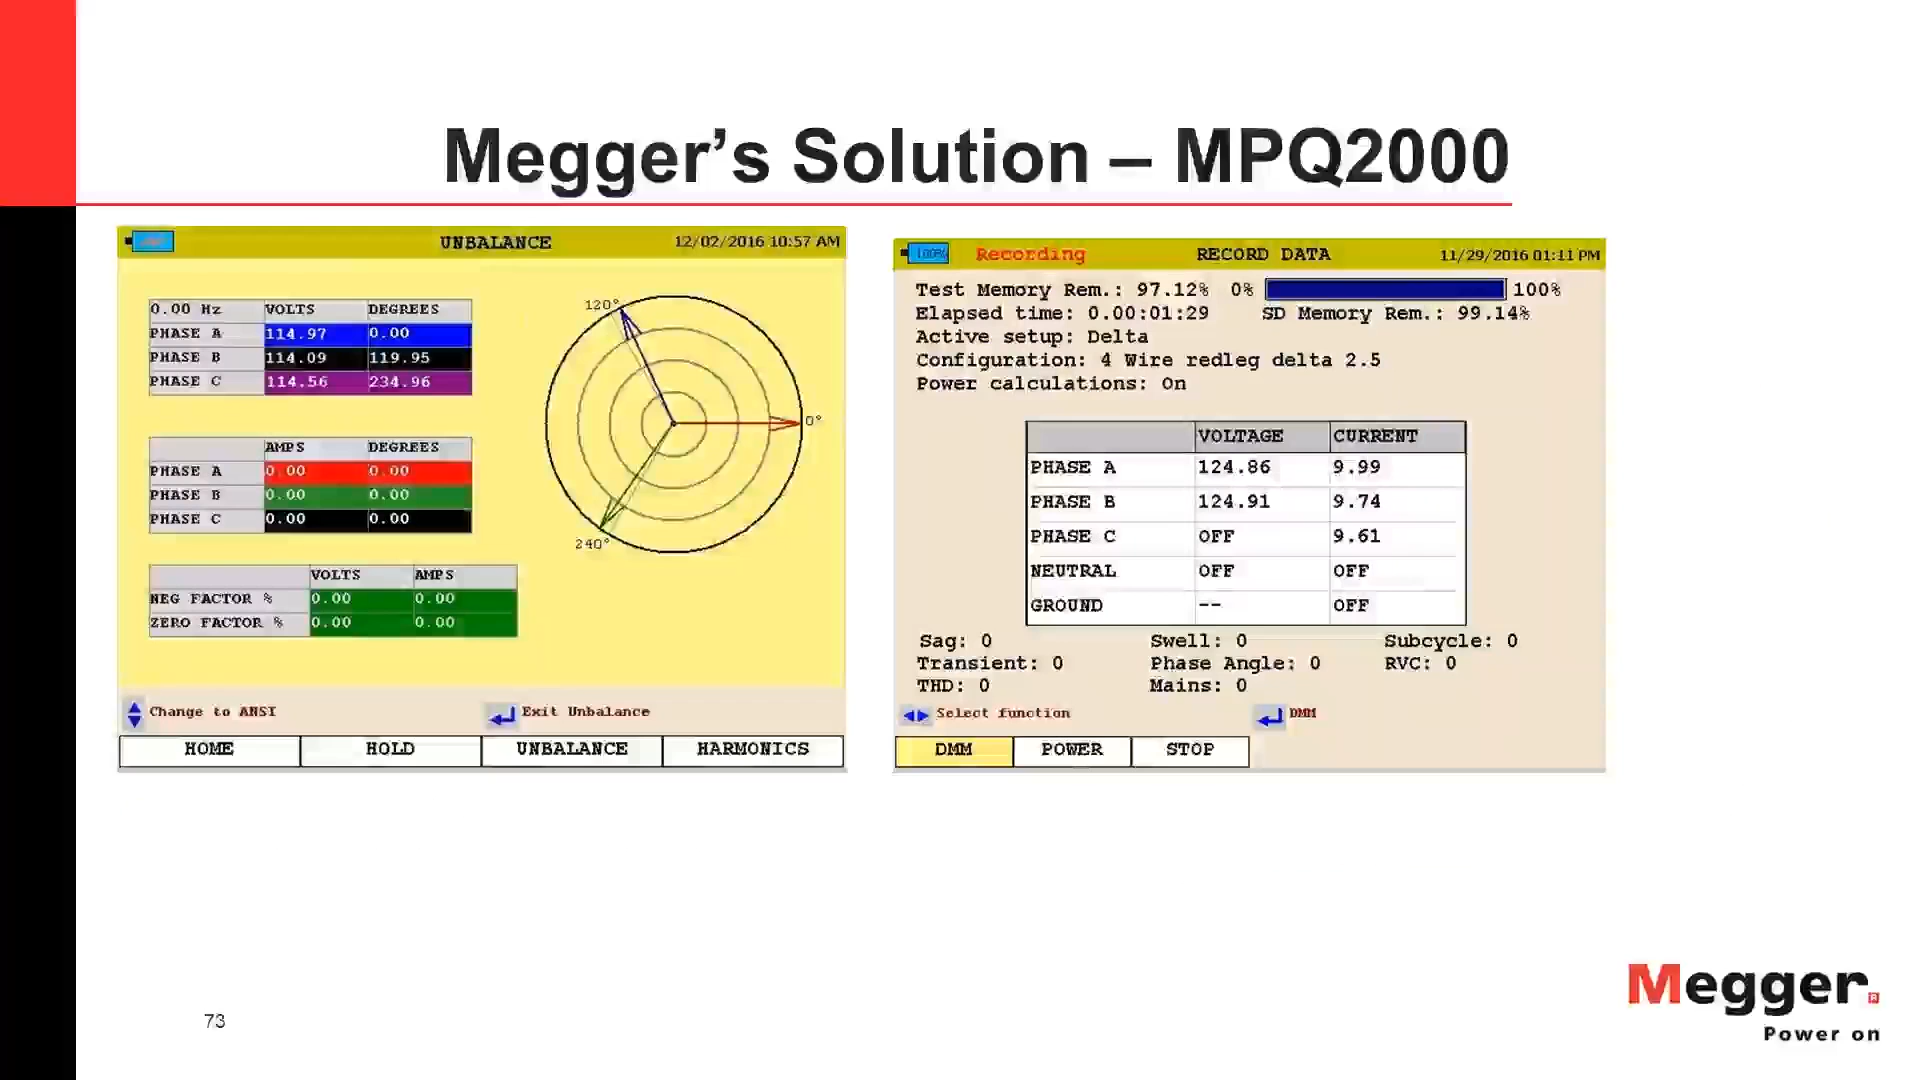 Megger’s Solution – MPQ2000
UNBALANCE 12/02/2016 10:57 AM
0.00 Hz VOLTS DEGREES
PHASE A 114.97 0.00
PHASE B 114.09 119.95
PHASE C 114.56 234.96
AMPS DEGREES
PHASE A 0.00 0.00
PHASE B 0.00 0.00
PHASE C 0.00 0.00
VOLTS AMPS
NEG FACTOR % 0.00 0.00
ZERO FACTOR % 0.00 0.00
120°
0°
240°
Change to ANSI Exit Unbalance
HOME HOLD UNBALANCE HARMONICS
100% Recording RECORD DATA 11/29/2016 01:11 PM
Test Memory Rem.: 97.12% 0% 100%
Elapsed time: 0.00:01:29 SD Memory Rem.: 99.14%
Active setup: Delta
Configuration: 4 Wire redleg delta 2.5
Power calculations: On
VOLTAGE CURRENT
PHASE A 124.86 9.99
PHASE B 124.91 9.74
PHASE C OFF 9.61
NEUTRAL OFF OFF
GROUND -- OFF
Sag: 0 Swell: 0 Subcycle: 0
Transient: 0 Phase Angle: 0 RVC: 0
THD: 0 Mains: 0
Select function DMM
DMM POWER STOP
73
Megger.®
Power on